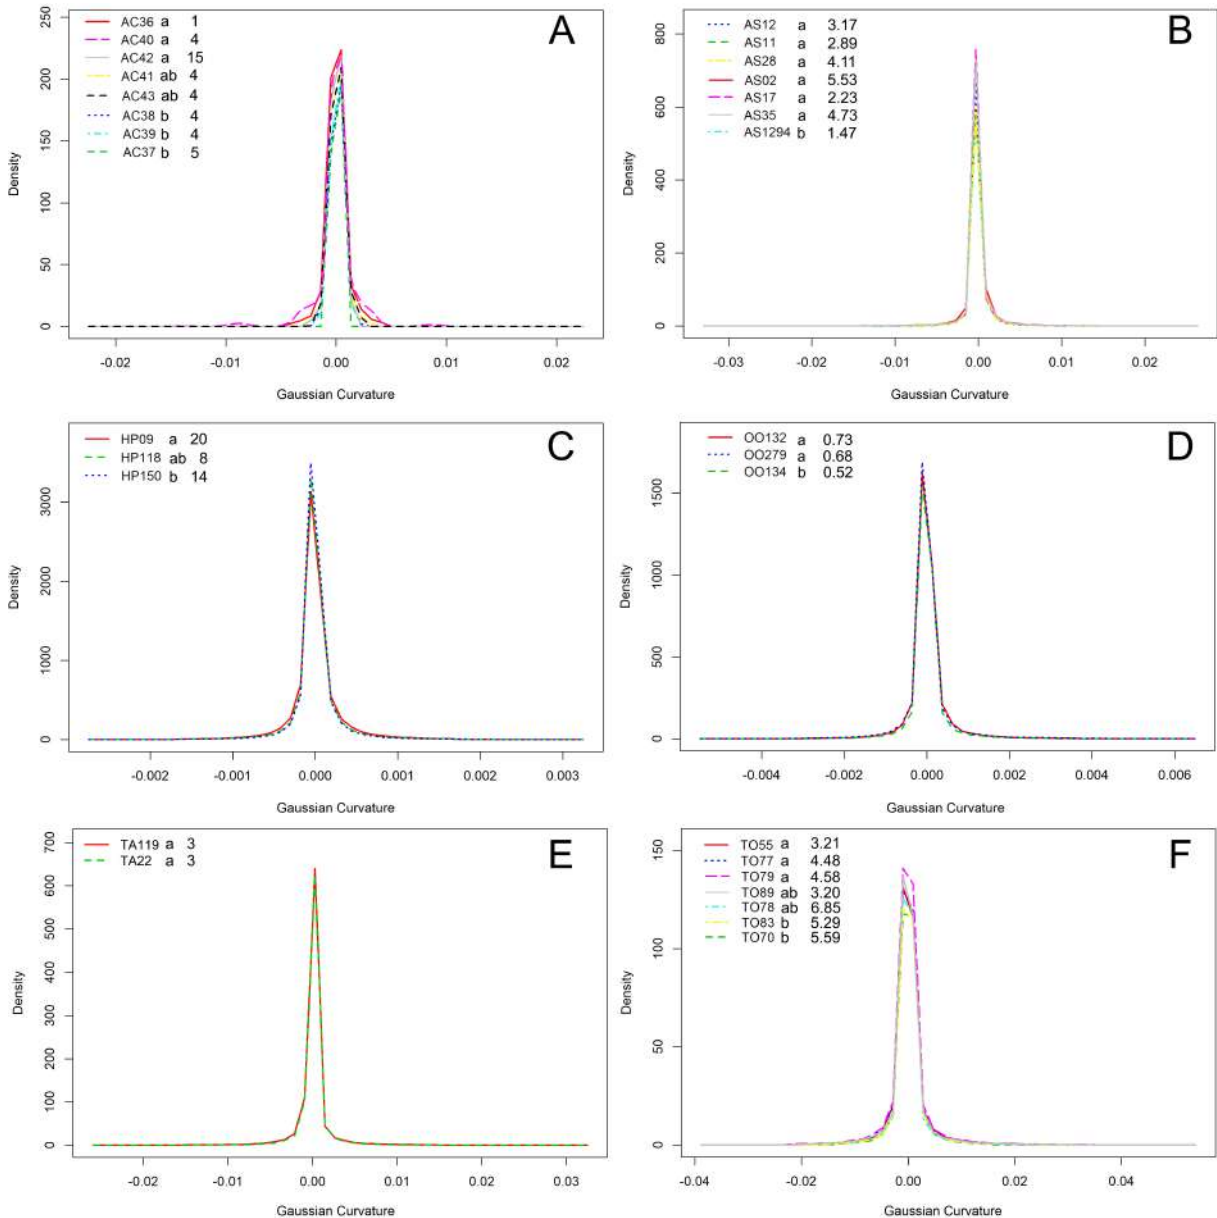 A
AC36 a 1
AC40 a 4
AC42 a 15
AC41 ab 4
AC43 ab 4
AC38 b 4
AC39 b 4
AC37 b 5
Density
250
200
150
100
50
0
-0.02 -0.01 0.00 0.01 0.02
Gaussian Curvature
B
AS12 a 3.17
AS11 a 2.89
AS28 a 4.11
AS02 a 5.53
AS17 a 2.23
AS35 a 4.73
AS1294 b 1.47
Density
800
600
400
200
0
-0.03 -0.01 0.00 0.01 0.02
Gaussian Curvature
C
HP09 a 20
HP118 ab 8
HP150 b 14
Density
3000
2000
1000
0
-0.002 -0.001 0.000 0.001 0.002 0.003
Gaussian Curvature
D
OO132 a 0.73
OO279 a 0.68
OO134 b 0.52
Density
1500
1000
500
0
-0.004 -0.002 0.000 0.002 0.004 0.006
Gaussian Curvature
E
TA119 a 3
TA22 a 3
Density
700
600
500
400
300
200
100
0
-0.02 -0.01 0.00 0.01 0.02 0.03
Gaussian Curvature
F
TO55 a 3.21
TO77 a 4.48
TO79 a 4.58
TO89 ab 3.20
TO78 ab 6.85
TO83 b 5.29
TO70 b 5.59
Density
150
100
50
0
-0.04 -0.02 0.00 0.02 0.04
Gaussian Curvature